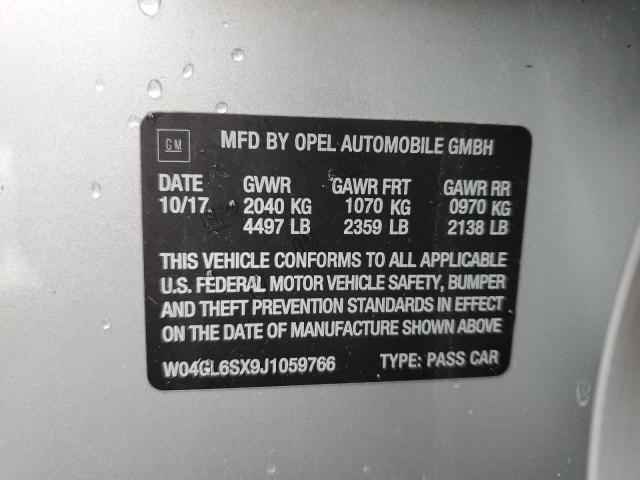 GM MFD BY OPEL AUTOMOBILE GMBH
DATE GVWR GAWR FRT GAWR RR
10/17 2040 KG 1070 KG 0970 KG
4497 LB 2359 LB 2138 LB
THIS VEHICLE CONFORMS TO ALL APPLICABLE
U.S. FEDERAL MOTOR VEHICLE SAFETY, BUMPER
AND THEFT PREVENTION STANDARDS IN EFFECT
ON THE DATE OF MANUFACTURE SHOWN ABOVE
W04GL6SX9J1059766 TYPE: PASS CAR